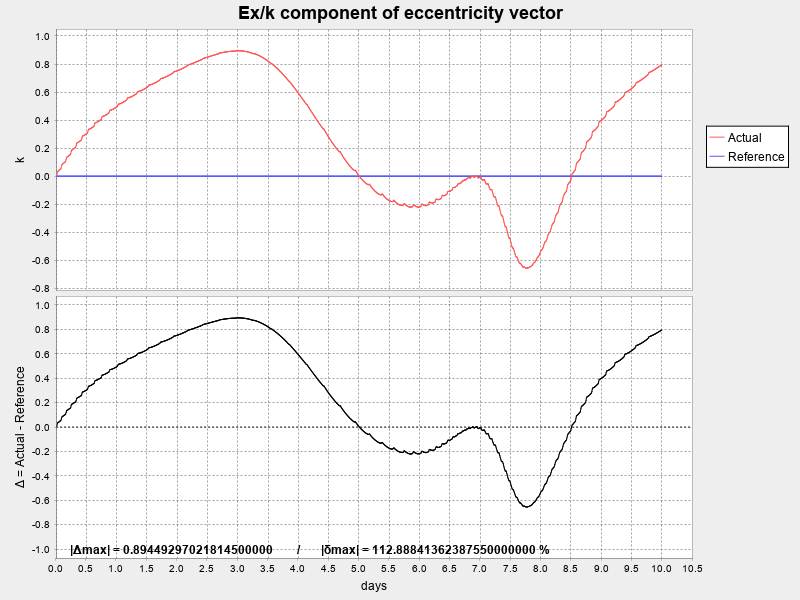 Ex/k component of eccentricity vector
1.0
0.8
0.6
0.4
0.2
0.0
-0.2
-0.4
-0.6
-0.8
k
Actual
Reference
1.0
0.8
0.6
0.4
0.2
0.0
-0.2
-0.4
-0.6
-0.8
-1.0
Δ = Actual - Reference
|Δmax| = 0.89449297021814500000 / |δmax| = 112.88841362387550000000 %
0.0 0.5 1.0 1.5 2.0 2.5 3.0 3.5 4.0 4.5 5.0 5.5 6.0 6.5 7.0 7.5 8.0 8.5 9.0 9.5 10.0 10.5
days